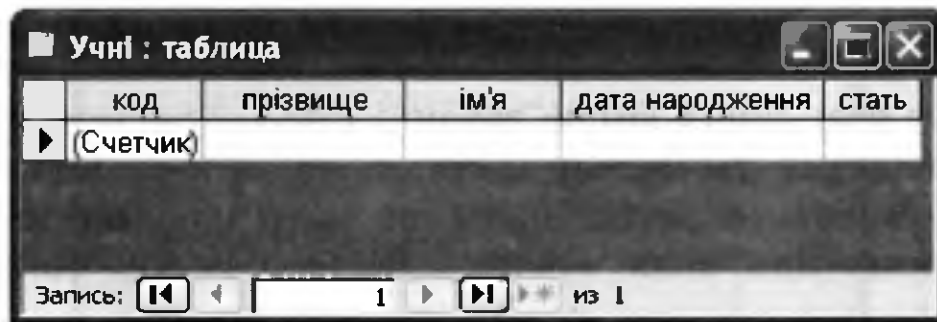 Учні : таблица
код прізвище ім'я дата народження стать
(Счетчик)
Запись: 1 из 1